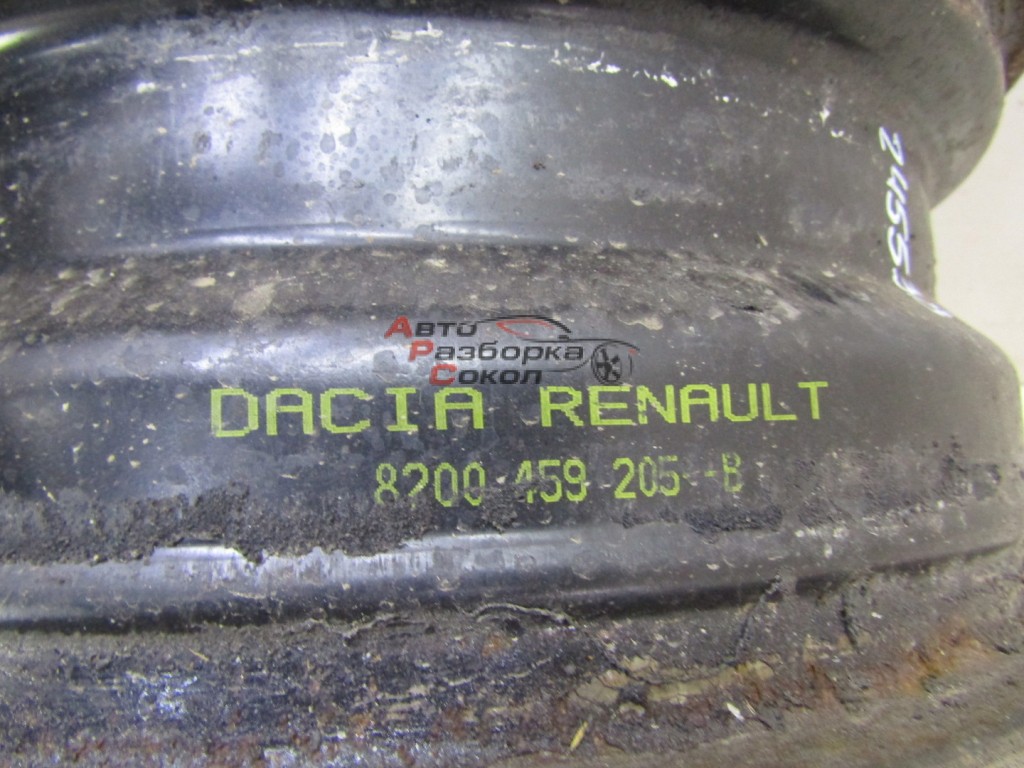 Авто
Разборка
Сокол
DACIA RENAULT
8200 459 205--B